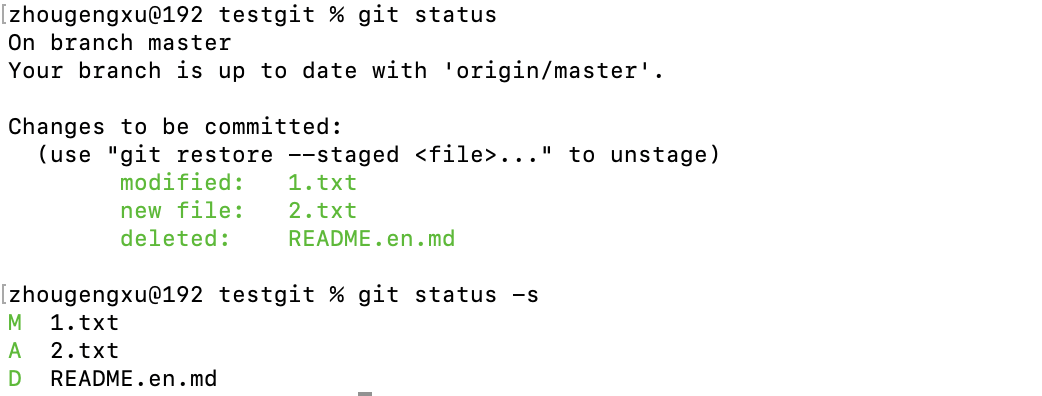 [zhougengxu@192 testgit % git status
On branch master
Your branch is up to date with 'origin/master'.
Changes to be committed:
  (use "git restore --staged <file>..." to unstage)
        modified:   1.txt
        new file:   2.txt
        deleted:    README.en.md
[zhougengxu@192 testgit % git status -s
M  1.txt
A  2.txt
D  README.en.md